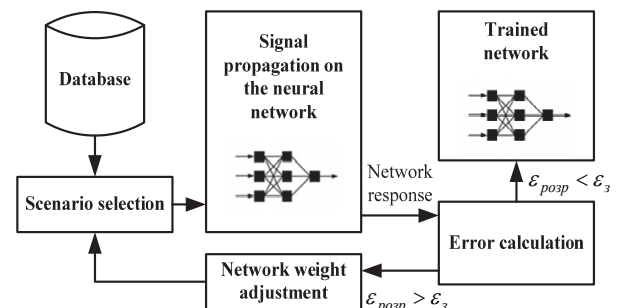 Database
Signal
propagation on
the neural
network
Trained
network
Scenario selection
Network
response
ε розр < ε з
Error calculation
Network weight
adjustment
ε розр > ε з